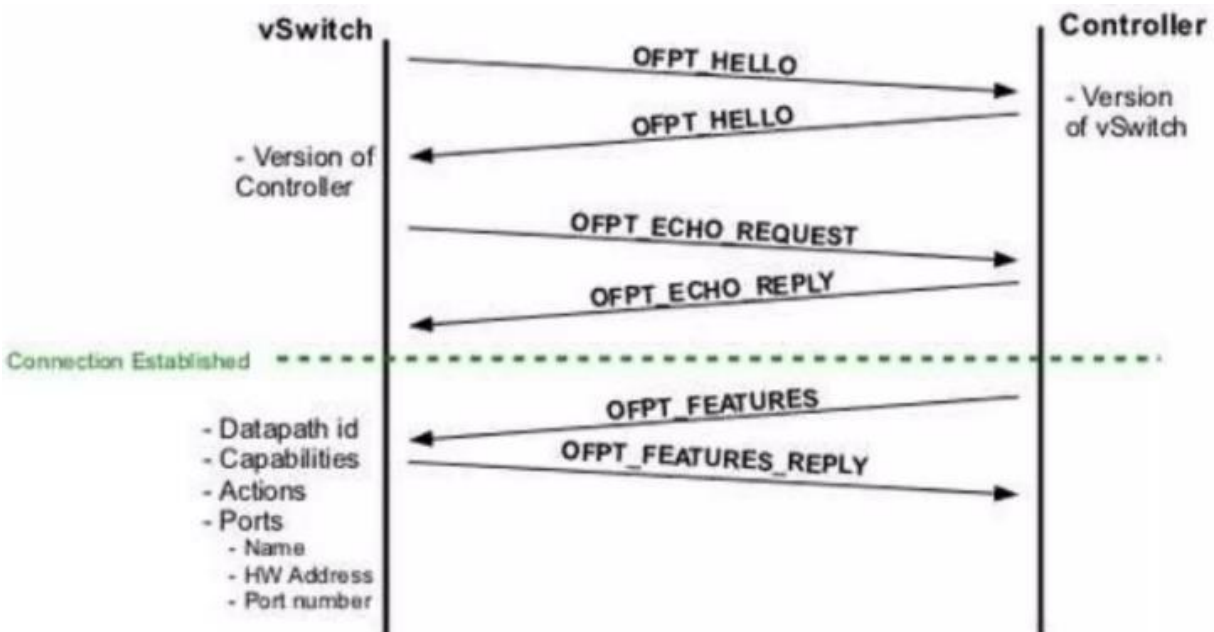 vSwitch
Controller
OFPT_HELLO
- Version
of vSwitch
OFPT_HELLO
- Version of
Controller
OFPT_ECHO_REQUEST
OFPT_ECHO_REPLY
Connection Established
OFPT_FEATURES
- Datapath id
- Capabilities
OFPT_FEATURES_REPLY
- Actions
- Ports
- Name
- HW Address
- Port number